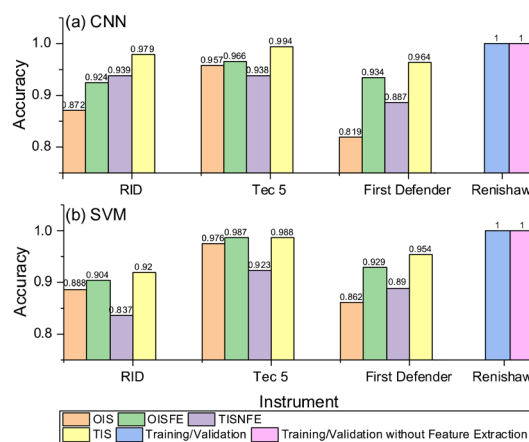 (a) CNN
Accuracy
1.0
0.9
0.8
0.872
0.924
0.939
0.979
0.957
0.966
0.938
0.994
0.819
0.934
0.887
0.964
1
1
RID
Tec 5
First Defender
Renishaw
(b) SVM
Accuracy
1.0
0.9
0.8
0.888
0.904
0.837
0.92
0.976
0.987
0.923
0.988
0.862
0.929
0.89
0.954
1
1
RID
Tec 5
First Defender
Renishaw
Instrument
OIS OISFE TISNFE
TIS Training/Validation Training/Validation without Feature Extraction